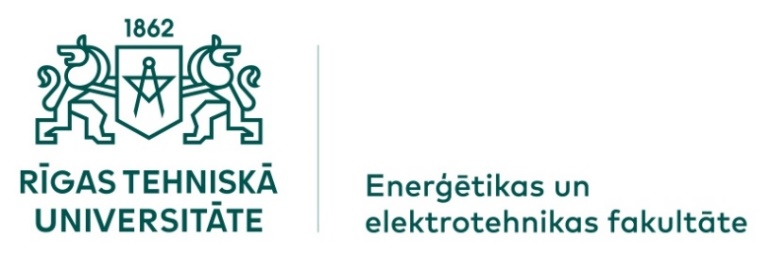 1862
RĪGAS TEHNISKĀ
UNIVERSITĀTE
Enerģētikas un
elektrotehnikas fakultāte